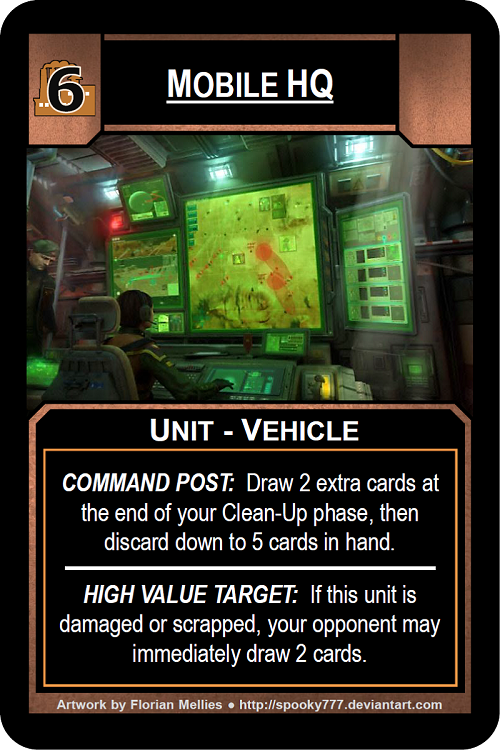 6
MOBILE HQ
UNIT - VEHICLE
COMMAND POST: Draw 2 extra cards at
the end of your Clean-Up phase, then
discard down to 5 cards in hand.
HIGH VALUE TARGET: If this unit is
damaged or scrapped, your opponent may
immediately draw 2 cards.
Artwork by Florian Mellies ● http://spooky777.deviantart.com